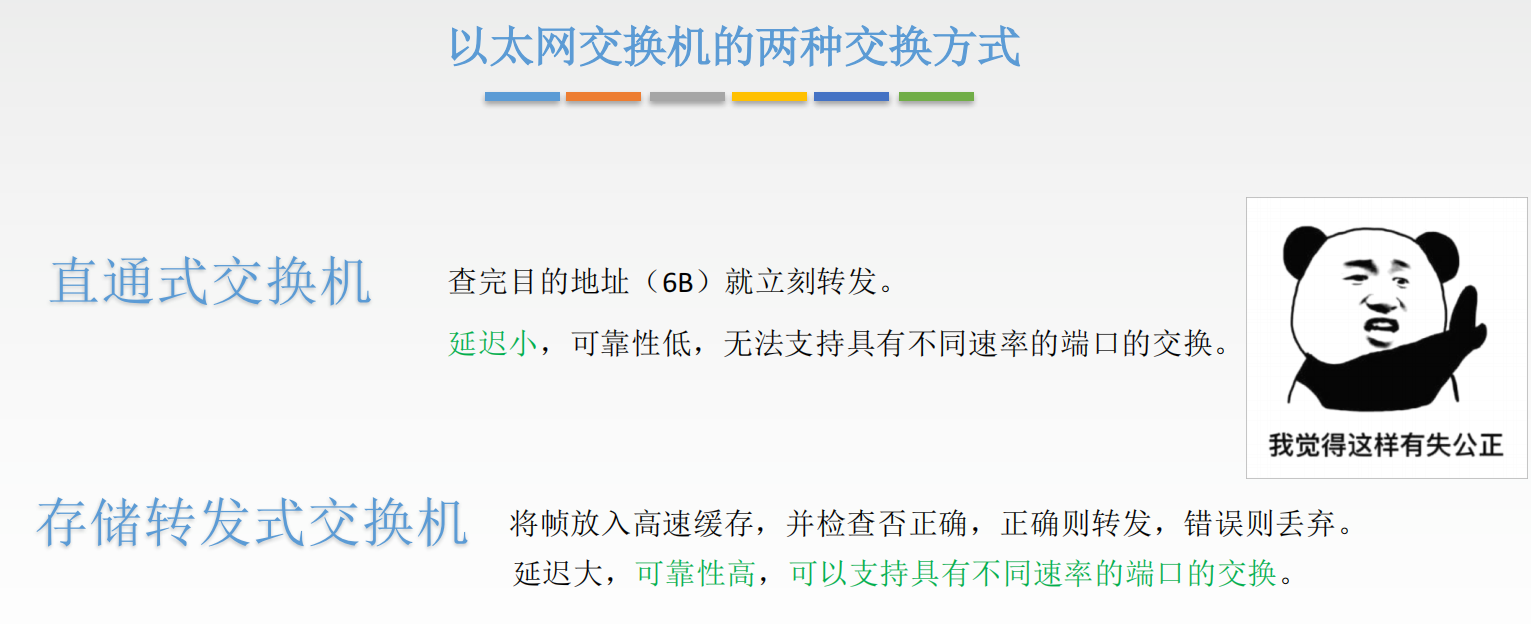 以太网交换机的两种交换方式
直通式交换机
查完目的地址（6B）就立刻转发。
延迟小，可靠性低，无法支持具有不同速率的端口的交换。
我觉得这样有失公正
存储转发式交换机
将帧放入高速缓存，并检查否正确，正确则转发，错误则丢弃。
延迟大，可靠性高，可以支持具有不同速率的端口的交换。